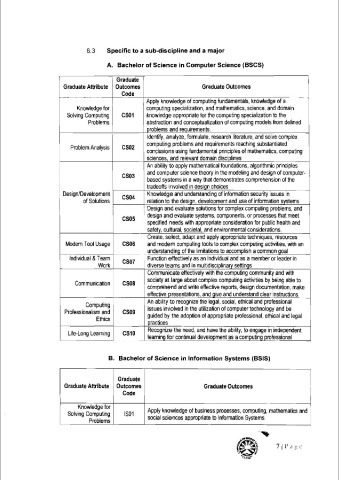 6.3 Specific to a sub-discipline and a major
A. Bachelor of Science in Computer Science (BSCS)
Graduate Attribute
Graduate
Outcomes
Code
Graduate Outcomes
Knowledge for
Solving Computing
Problems
CS01
Apply knowledge of computing fundamentals, knowledge of a
computing specialization, and mathematics, science, and domain
knowledge appropriate for the computing specialization to the
abstraction and conceptualization of computing models from defined
problems and requirements.
Problem Analysis
CS02
Identify, analyze, formulate, research literature, and solve complex
computing problems and requirements reaching substantiated
conclusions using fundamental principles of mathematics, computing
sciences, and relevant domain disciplines
CS03
An ability to apply mathematical foundations, algorithmic principles
and computer science theory in the modeling and design of computer-
based systems in a way that demonstrates comprehension of the
tradeoffs involved in design choices
Design/Development
of Solutions
CS04
Knowledge and understanding of information security issues in
relation to the design, development and use of information systems
CS05
Design and evaluate solutions for complex computing problems, and
design and evaluate systems, components, or processes that meet
specified needs with appropriate consideration for public health and
safety, cultural, societal, and environmental considerations.
Modern Tool Usage
CS06
Create, select, adapt and apply appropriate techniques, resources
and modern computing tools to complex computing activities, with an
understanding of the limitations to accomplish a common goal
Individual & Team
Work
CS07
Function effectively as an individual and as a member or leader in
diverse teams and in multidisciplinary settings
Communication
CS08
Communicate effectively with the computing community and with
society at large about complex computing activities by being able to
comprehend and write effective reports, design documentation, make
effective presentations, and give and understand clear instructions
Computing
Professionalism and
Ethics
CS09
An ability to recognize the legal, social, ethical and professional
issues involved in the utilization of computer technology and be
guided by the adoption of appropriate professional, ethical and legal
practices
Life-Long Learning
CS10
Recognize the need, and have the ability, to engage in independent
learning for continual development as a computing professional
B. Bachelor of Science in Information Systems (BSIS)
Graduate Attribute
Graduate
Outcomes
Code
Graduate Outcomes
Knowledge for
Solving Computing
Problems
IS01
Apply knowledge of business processes, computing, mathematics and
social sciences appropriate to Information Systems
7 | Page